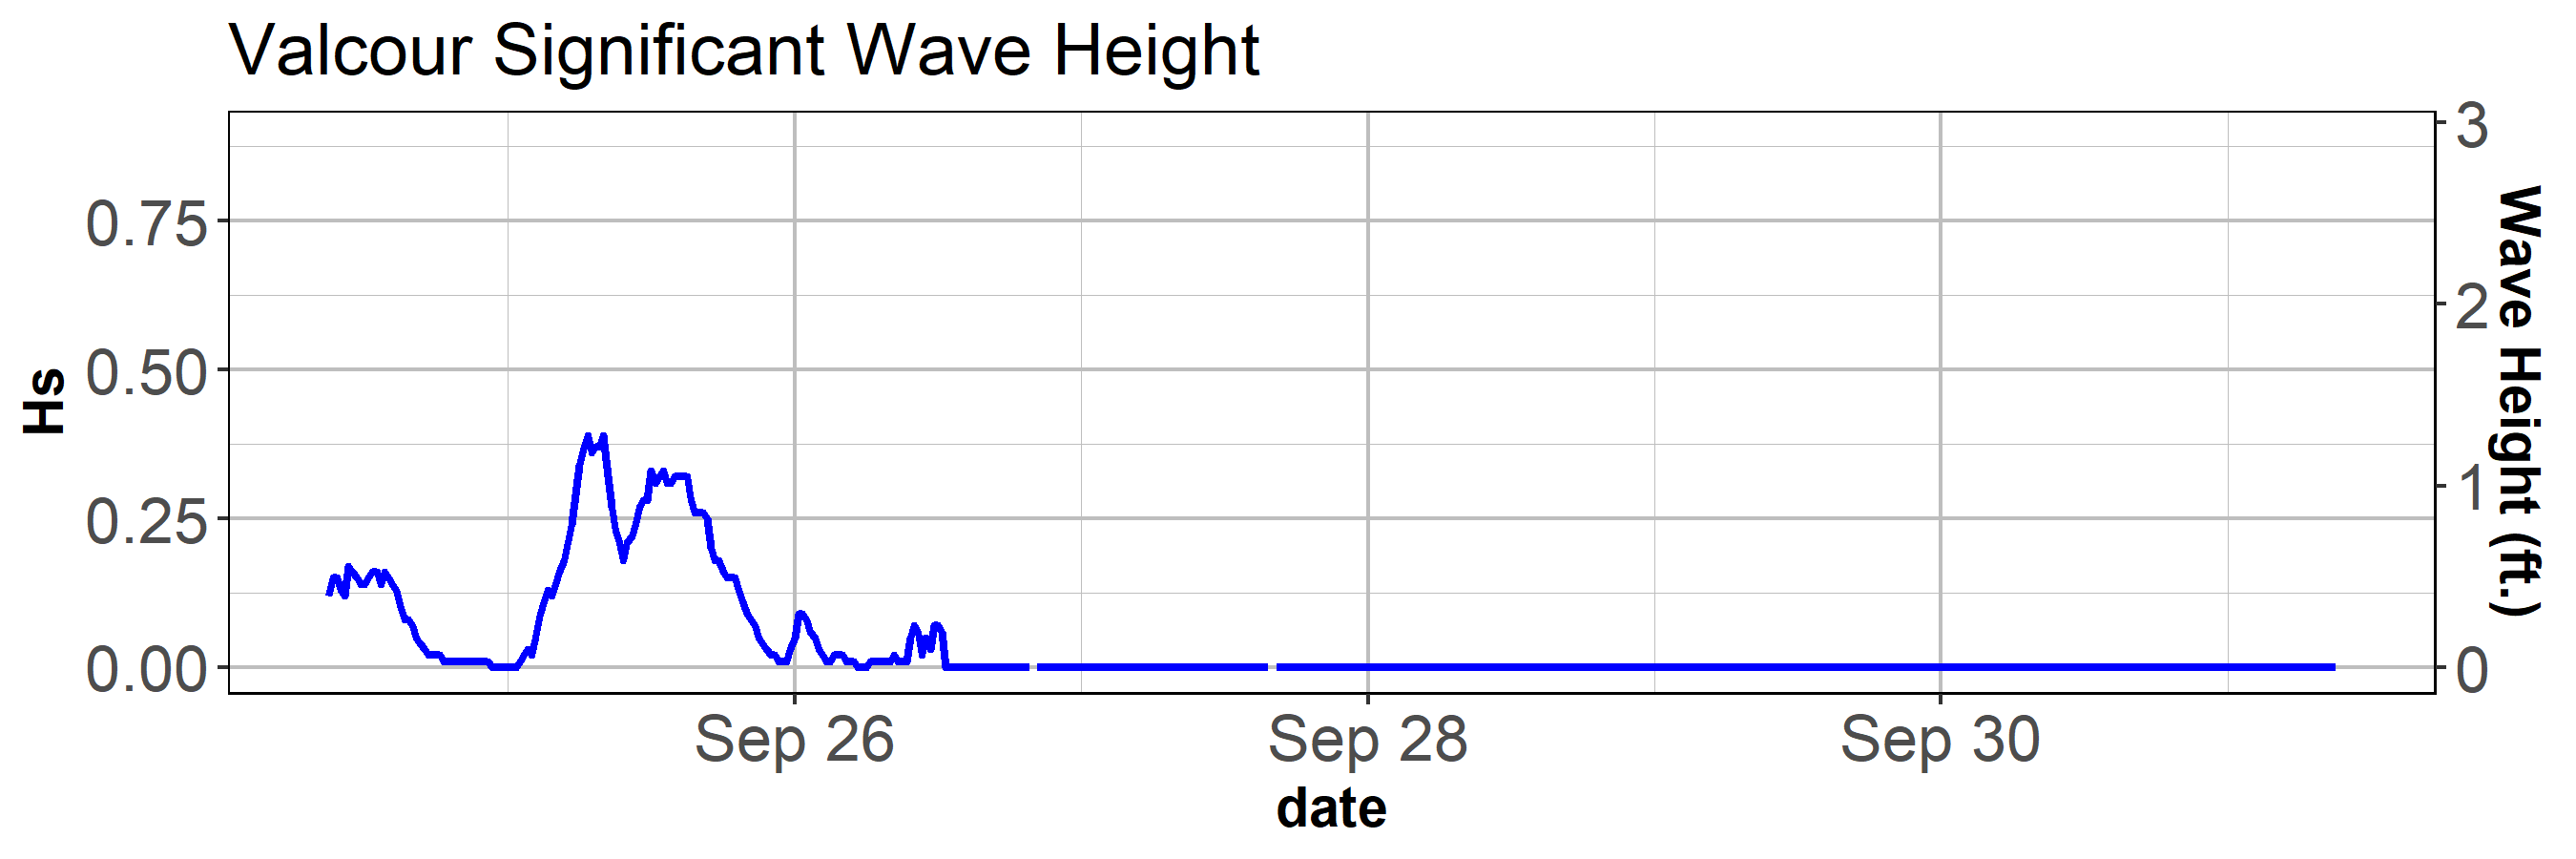 Valcour Significant Wave Height
3
0.75
2
0.50
1
0.25
0.00
0
Hs
Wave Height (ft.)
Sep 26
Sep 28
Sep 30
date